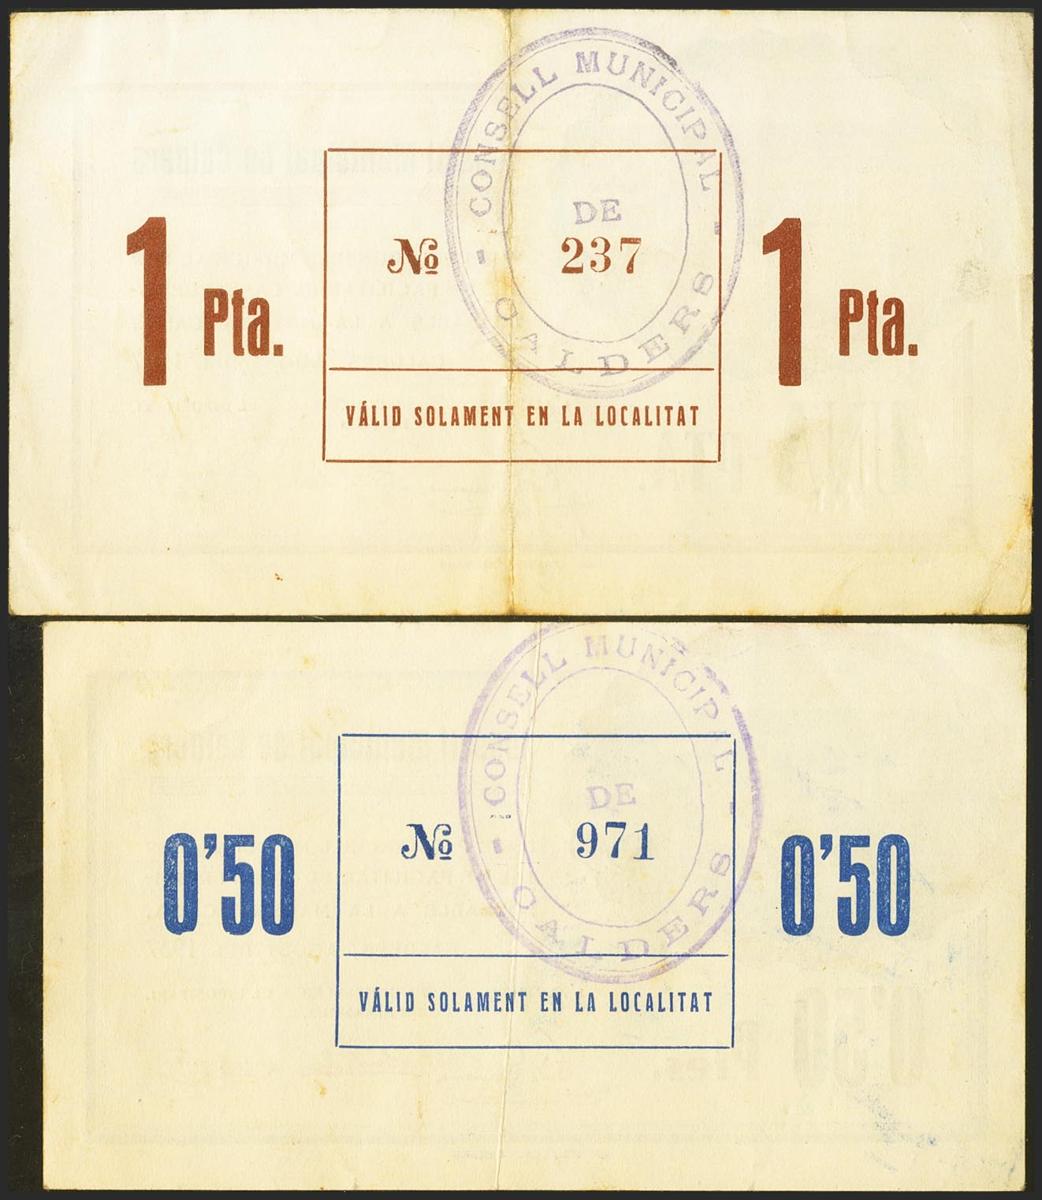 CONSELL MUNICIPAL
DE
CALDERS
1 Pta.
Nº 237
1 Pta.
VÁLID SOLAMENT EN LA LOCALITAT
CONSELL MUNICIPAL
DE
CALDERS
0'50
Nº 971
0'50
VÁLID SOLAMENT EN LA LOCALITAT